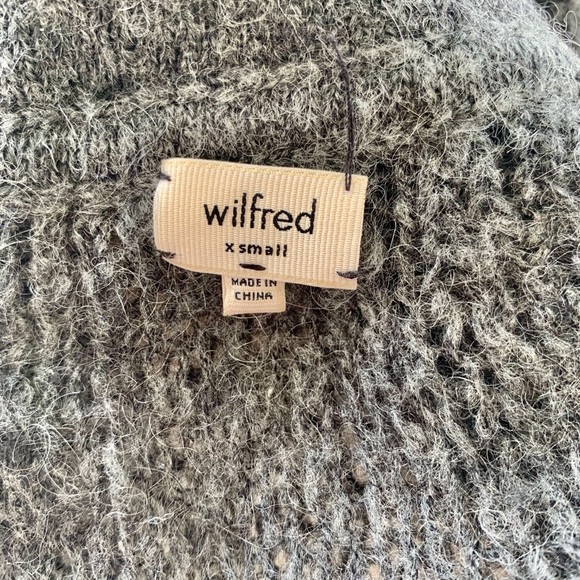 wilfred
x small
MADE IN
CHINA